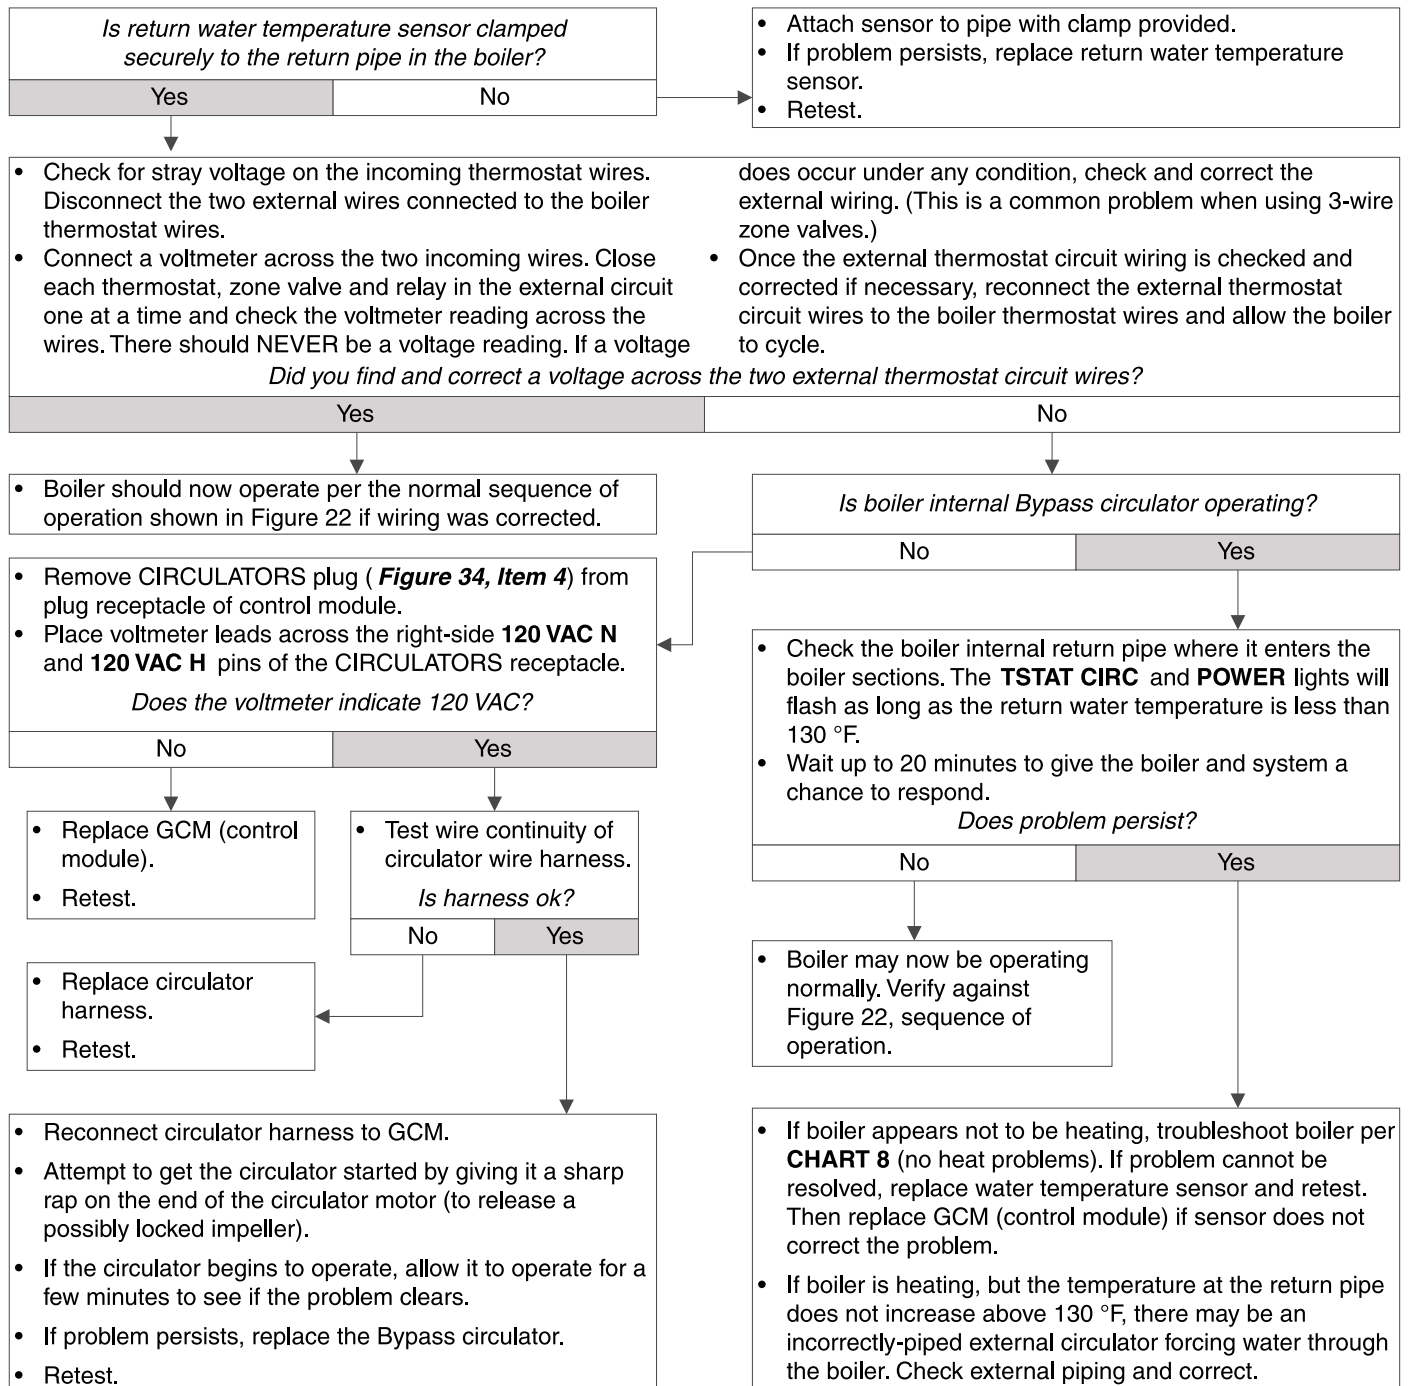 Is return water temperature sensor clamped
securely to the return pipe in the boiler?
Yes
No
• Attach sensor to pipe with clamp provided.
• If problem persists, replace return water temperature
sensor.
• Retest.
• Check for stray voltage on the incoming thermostat wires.
Disconnect the two external wires connected to the boiler
thermostat wires.
• Connect a voltmeter across the two incoming wires. Close
each thermostat, zone valve and relay in the external circuit
one at a time and check the voltmeter reading across the
wires. There should NEVER be a voltage reading. If a voltage
does occur under any condition, check and correct the
external wiring. (This is a common problem when using 3-wire
zone valves.)
• Once the external thermostat circuit wiring is checked and
corrected if necessary, reconnect the external thermostat
circuit wires to the boiler thermostat wires and allow the boiler
to cycle.
Did you find and correct a voltage across the two external thermostat circuit wires?
Yes
No
• Boiler should now operate per the normal sequence of
operation shown in Figure 22 if wiring was corrected.
Is boiler internal Bypass circulator operating?
No
Yes
• Remove CIRCULATORS plug ( Figure 34, Item 4) from
plug receptacle of control module.
• Place voltmeter leads across the right-side 120 VAC N
and 120 VAC H pins of the CIRCULATORS receptacle.
Does the voltmeter indicate 120 VAC?
No
Yes
• Check the boiler internal return pipe where it enters the
boiler sections. The TSTAT CIRC and POWER lights will
flash as long as the return water temperature is less than
130 °F.
• Wait up to 20 minutes to give the boiler and system a
chance to respond.
Does problem persist?
No
Yes
• Replace GCM (control
module).
• Retest.
• Test wire continuity of
circulator wire harness.
Is harness ok?
No
Yes
• Replace circulator
harness.
• Retest.
• Boiler may now be operating
normally. Verify against
Figure 22, sequence of
operation.
• Reconnect circulator harness to GCM.
• Attempt to get the circulator started by giving it a sharp
rap on the end of the circulator motor (to release a
possibly locked impeller).
• If the circulator begins to operate, allow it to operate for a
few minutes to see if the problem clears.
• If problem persists, replace the Bypass circulator.
• Retest.
• If boiler appears not to be heating, troubleshoot boiler per
CHART 8 (no heat problems). If problem cannot be
resolved, replace water temperature sensor and retest.
Then replace GCM (control module) if sensor does not
correct the problem.
• If boiler is heating, but the temperature at the return pipe
does not increase above 130 °F, there may be an
incorrectly-piped external circulator forcing water through
the boiler. Check external piping and correct.